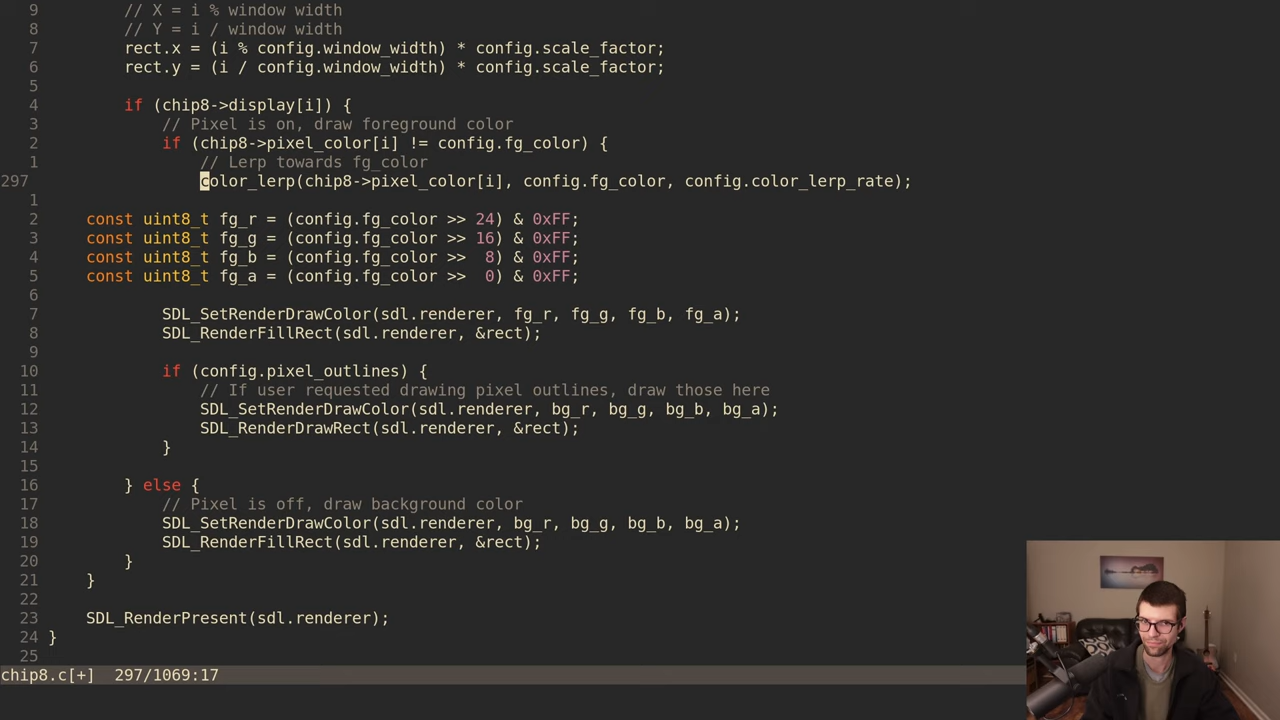 9 // X = i % window width
8 // Y = i / window width
7 rect.x = (i % config.window_width) * config.scale_factor;
6 rect.y = (i / config.window_width) * config.scale_factor;
5
4 if (chip8->display[i]) {
3 // Pixel is on, draw foreground color
2 if (chip8->pixel_color[i] != config.fg_color) {
1 // Lerp towards fg_color
297 color_lerp(chip8->pixel_color[i], config.fg_color, config.color_lerp_rate);
1
2 const uint8_t fg_r = (config.fg_color >> 24) & 0xFF;
3 const uint8_t fg_g = (config.fg_color >> 16) & 0xFF;
4 const uint8_t fg_b = (config.fg_color >>  8) & 0xFF;
5 const uint8_t fg_a = (config.fg_color >>  0) & 0xFF;
6
7 SDL_SetRenderDrawColor(sdl.renderer, fg_r, fg_g, fg_b, fg_a);
8 SDL_RenderFillRect(sdl.renderer, &rect);
9
10 if (config.pixel_outlines) {
11 // If user requested drawing pixel outlines, draw those here
12 SDL_SetRenderDrawColor(sdl.renderer, bg_r, bg_g, bg_b, bg_a);
13 SDL_RenderDrawRect(sdl.renderer, &rect);
14 }
15
16 } else {
17 // Pixel is off, draw background color
18 SDL_SetRenderDrawColor(sdl.renderer, bg_r, bg_g, bg_b, bg_a);
19 SDL_RenderFillRect(sdl.renderer, &rect);
20 }
21 }
22
23 SDL_RenderPresent(sdl.renderer);
24 }
25
chip8.c[+] 297/1069:17